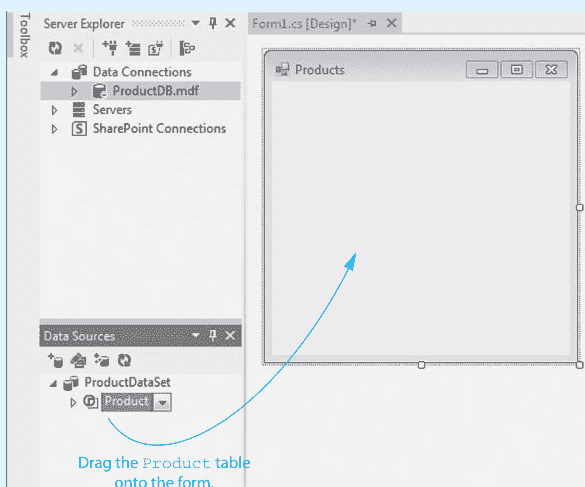 Toolbox
Server Explorer
Data Connections
ProductDB.mdf
Servers
SharePoint Connections
Form1.cs [Design]*
Products
Data Sources
ProductDataSet
Product
Drag the Product table
onto the form.